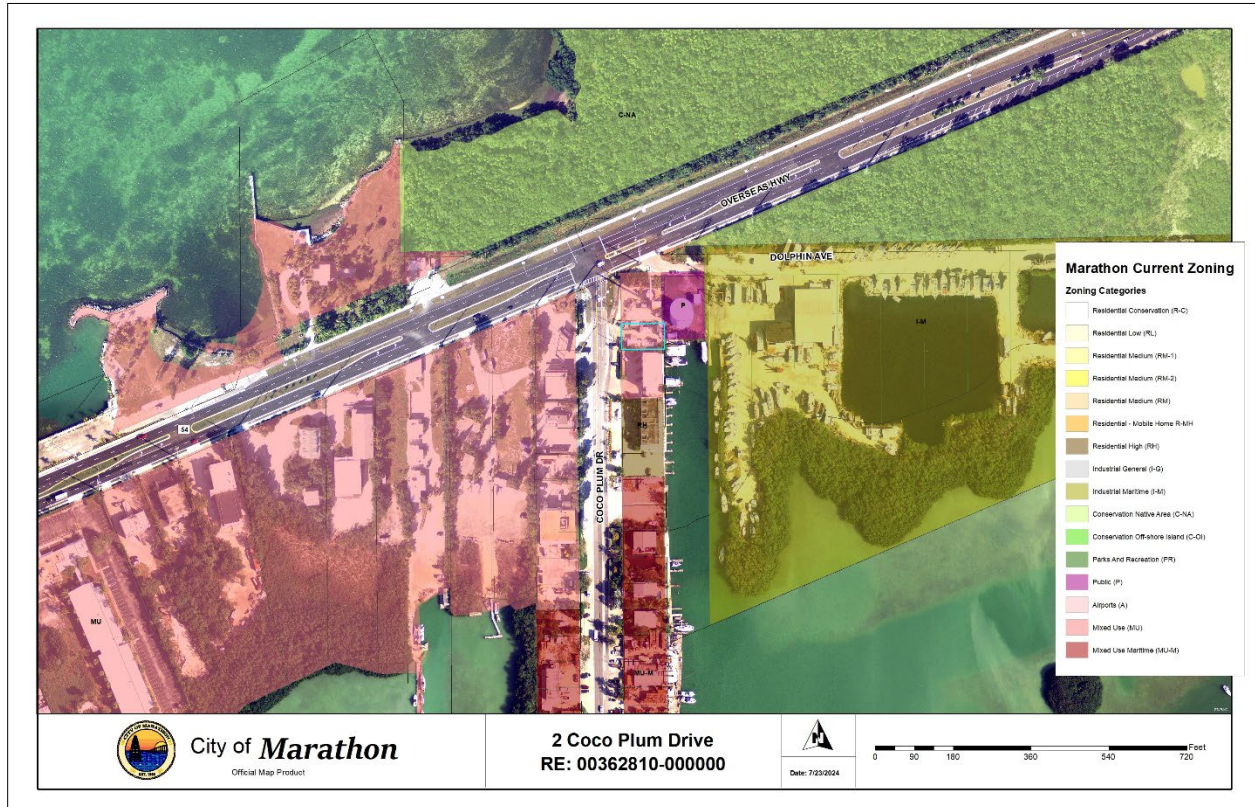 C-NA
OVERSEAS HWY
DOLPHIN AVE
P
I-M
54
RH
COCO PLUM DR
MU
MU-M
Marathon Current Zoning
Zoning Categories
Residential Conservation (R-C)
Residential Low (RL)
Residential Medium (RM-1)
Residential Medium (RM-2)
Residential Medium (RM)
Residential - Mobile Home R-MH
Residential High (RH)
Industrial General (I-G)
Industrial Maritime (I-M)
Conservation Native Area (C-NA)
Conservation Off-shore Island (C-OI)
Parks And Recreation (PR)
Public (P)
Airports (A)
Mixed Use (MU)
Mixed Use Maritime (MU-M)
CITY OF MARATHON
City of Marathon
Official Map Product
2 Coco Plum Drive
RE: 00362810-000000
N
Date: 7/23/2024
0 90 180 360 540 720 Feet